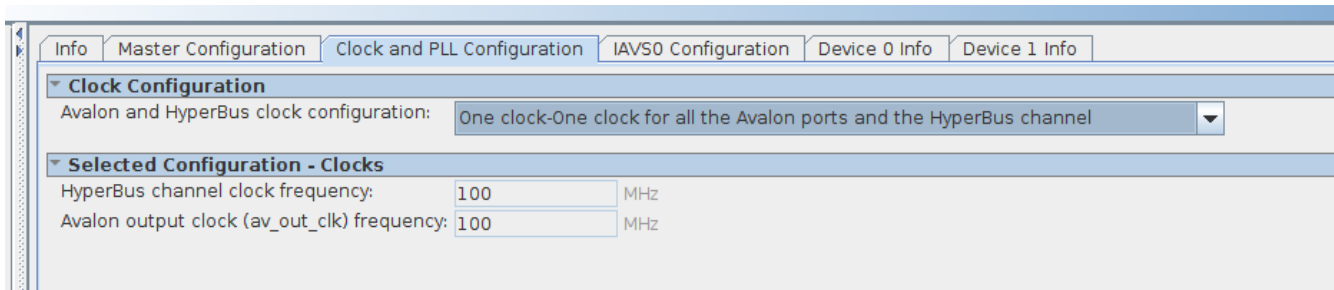 Info Master Configuration Clock and PLL Configuration IAVS0 Configuration Device 0 Info Device 1 Info
Clock Configuration
Avalon and HyperBus clock configuration: One clock-One clock for all the Avalon ports and the HyperBus channel
Selected Configuration - Clocks
HyperBus channel clock frequency: 100 MHz
Avalon output clock (av_out_clk) frequency: 100 MHz